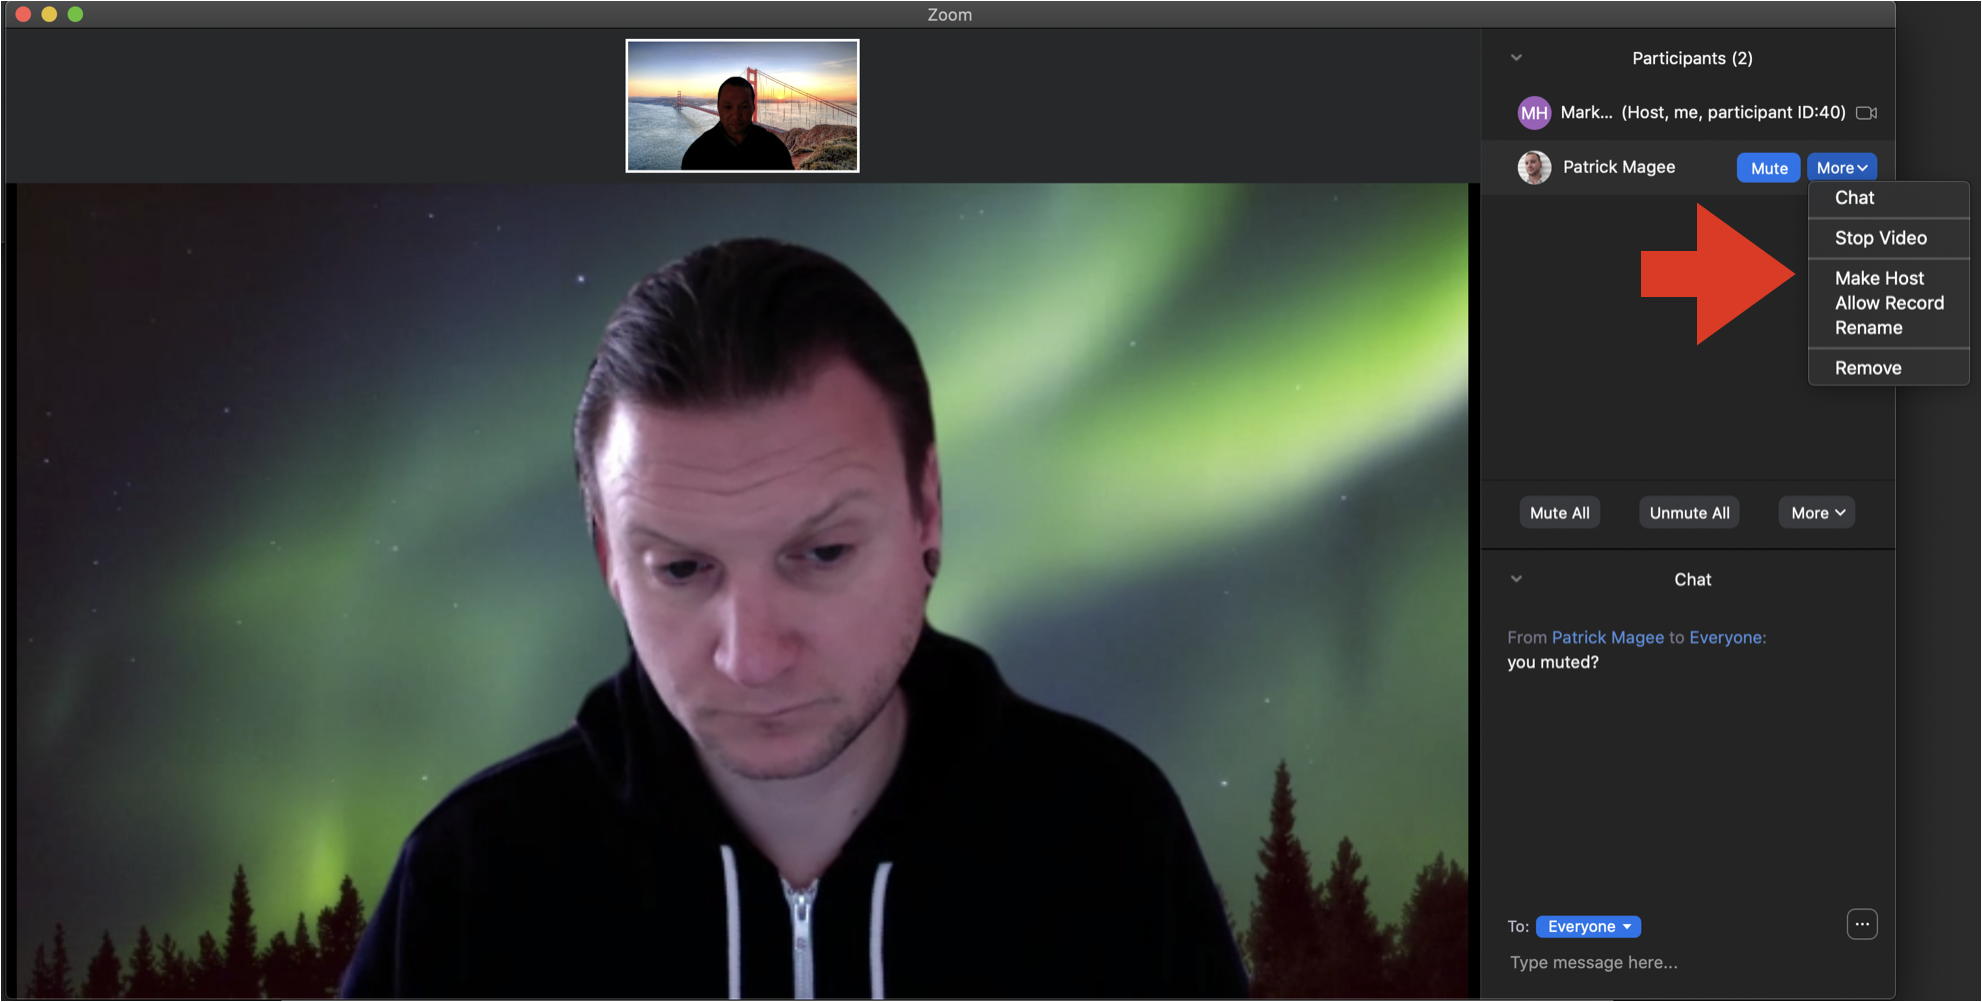 Zoom
Participants (2)
MH Mark... (Host, me, participant ID:40)
Patrick Magee Mute More
Chat
Stop Video
Make Host
Allow Record
Rename
Remove
Mute All Unmute All More
Chat
From Patrick Magee to Everyone:
you muted?
To: Everyone ...
Type message here...